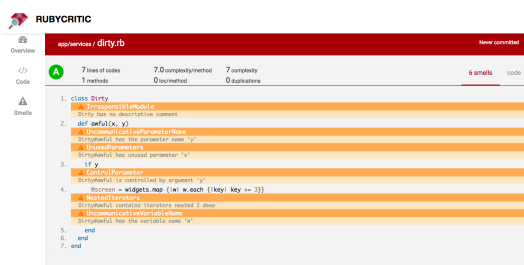 RUBYCRITIC
Overview
Code
Smells
app/services / dirty.rb
Never committed
A
7 lines of codes
1 methods
7.0 complexity/method
0 loc/method
7 complexity
0 duplications
6 smells
code
1. class Dirty
IrresponsibleModule
Dirty has no descriptive comment
2. def awful(x, y)
UncommunicativeParameterName
Dirty#awful has the parameter name 'y'
UnusedParameters
Dirty#awful has unused parameter 'x'
3. if y
ControlParameter
Dirty#awful is controlled by argument 'y'
4. @screen = widgets.map {|w| w.each {|key| key += 3}}
NestedIterators
Dirty#awful contains iterators nested 2 deep
UncommunicativeVariableName
Dirty#awful has the variable name 'w'
5. end
6. end
7. end